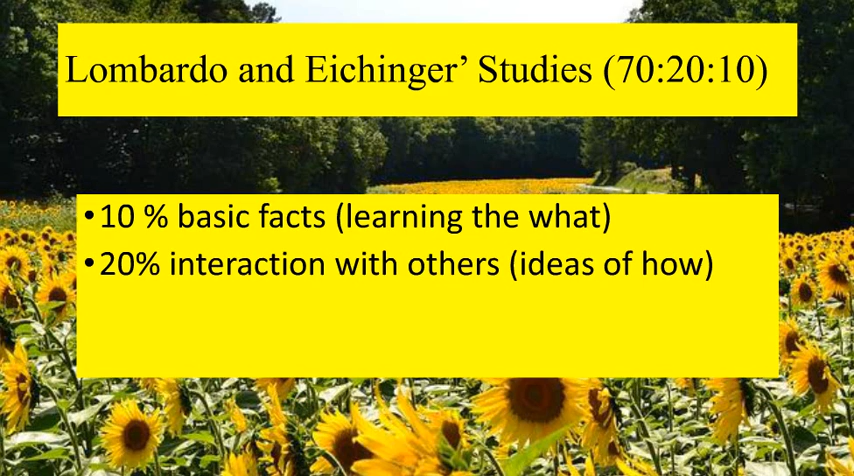 Lombardo and Eichinger’ Studies (70:20:10)
•10 % basic facts (learning the what)
•20% interaction with others (ideas of how)